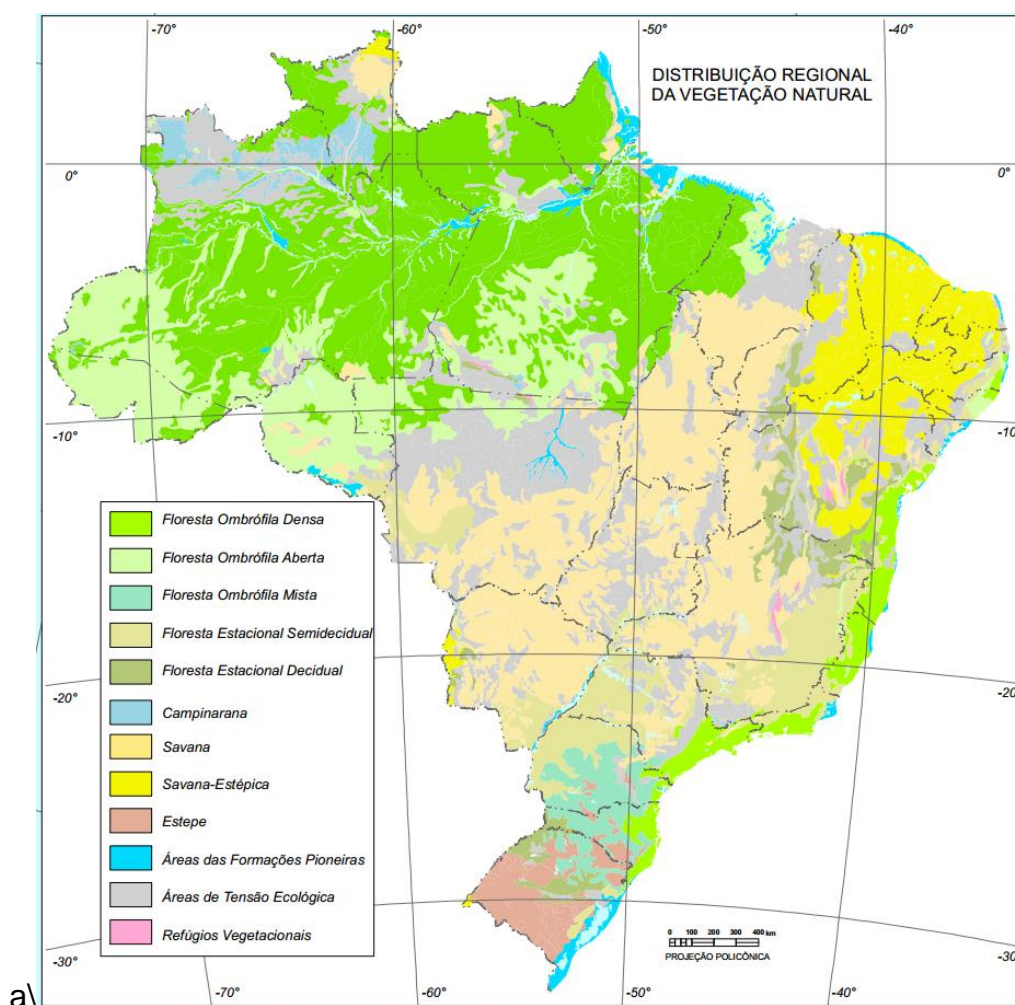 -70°
-60°
-50°
-40°
DISTRIBUIÇÃO REGIONAL
DA VEGETAÇÃO NATURAL
0°
0°
-10°
-10°
Floresta Ombrófila Densa
Floresta Ombrófila Aberta
Floresta Ombrófila Mista
Floresta Estacional Semidecidual
Floresta Estacional Decidual
Campinarana
Savana
Savana-Estépica
Estepe
Áreas das Formações Pioneiras
Áreas de Tensão Ecológica
Refúgios Vegetacionais
-20°
-20°
0 100 200 300 400 km
PROJEÇÃO POLICÔNICA
-30°
-30°
-70°
-60°
-50°
-40°
a\